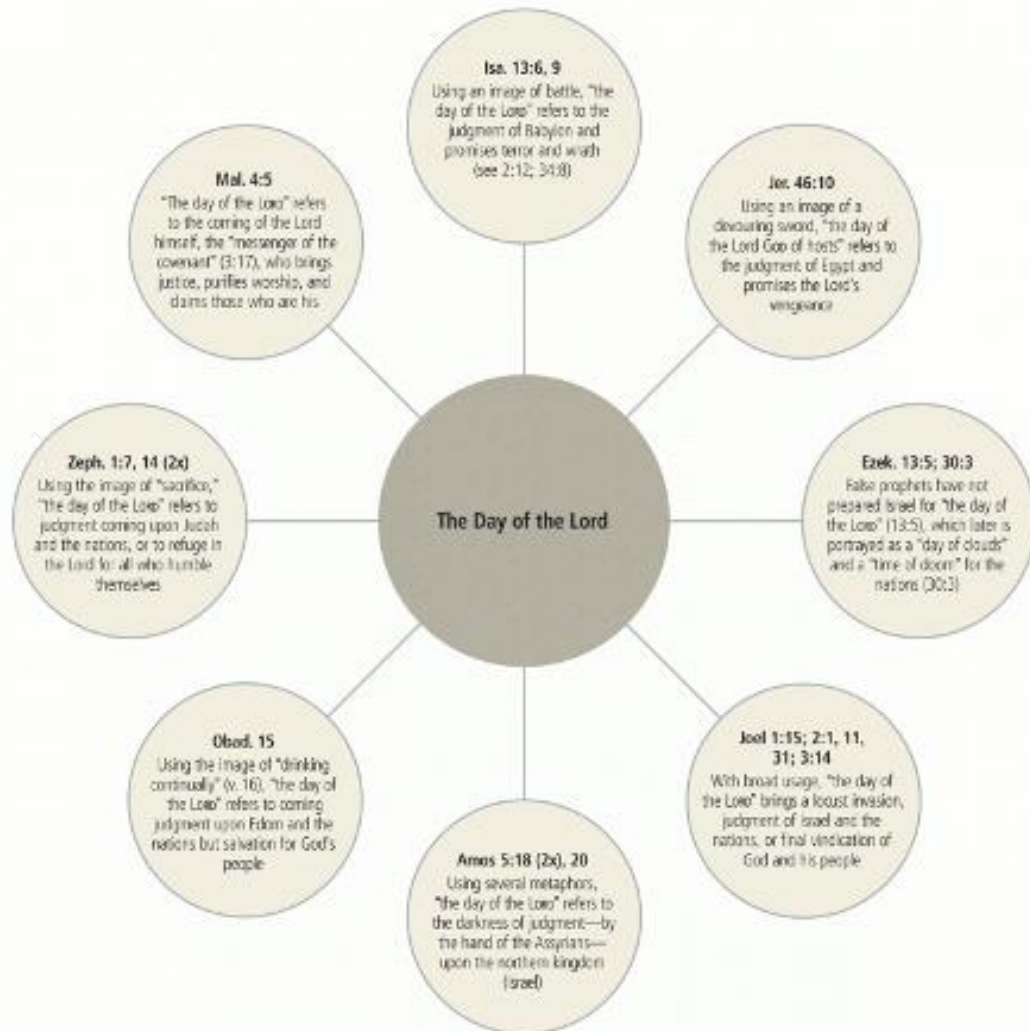 Isa. 13:6, 9
Using an image of battle, "the
day of the LORD" refers to the
judgment of Babylon and
promises terror and wrath
(see 2:12; 34:8)
Jer. 46:10
Using an image of a
devouring sword, "the day
of the Lord GOD of hosts" refers to
the judgment of Egypt and
promises the Lord's
vengeance
Ezek. 13:5; 30:3
False prophets have not
prepared Israel for "the day of
the LORD" (13:5), which later is
portrayed as a "day of clouds"
and a "time of doom" for the
nations (30:3)
Joel 1:15; 2:1, 11,
31; 3:14
With broad usage, "the day of
the LORD" brings a locust invasion,
judgment of Israel and the
nations, or final vindication of
God and his people
Amos 5:18 (2x), 20
Using several metaphors,
"the day of the LORD" refers to
the darkness of judgment—by
the hand of the Assyrians—
upon the northern kingdom
(Israel)
Obad. 15
Using the image of "drinking
continually" (v. 16), "the day of
the LORD" refers to coming
judgment upon Edom and the
nations but salvation for God's
people
Zeph. 1:7, 14 (2x)
Using the image of "sacrifice,"
"the day of the LORD" refers to
judgment coming upon Judah
and the nations, or to refuge in
the Lord for all who humble
themselves
Mal. 4:5
"The day of the LORD" refers
to the coming of the Lord
himself, the "messenger of the
covenant" (3:17), who brings
justice, purifies worship, and
claims those who are his
The Day of the Lord